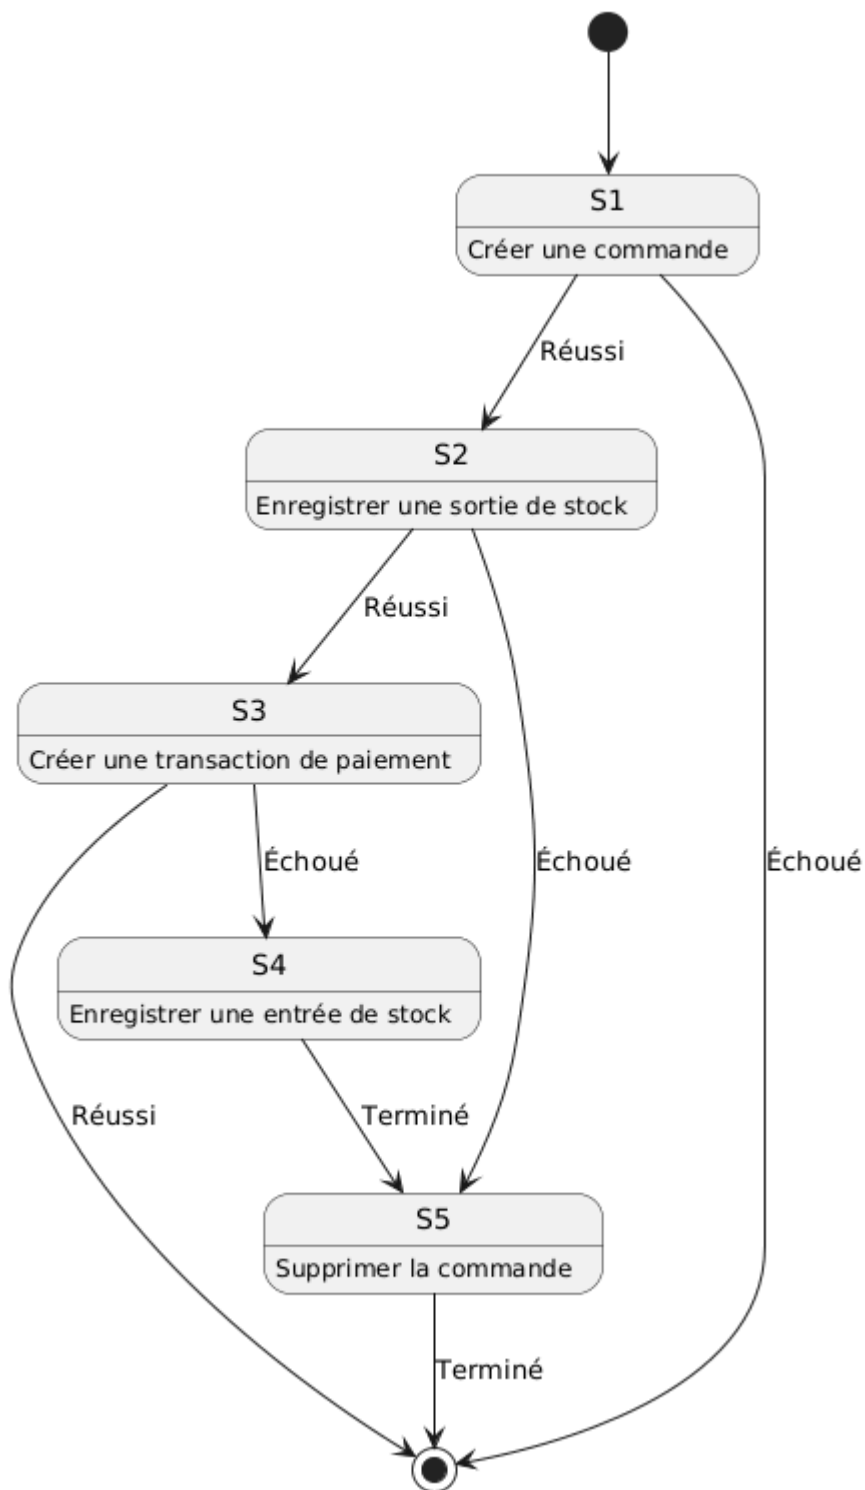 S1
Créer une commande
Réussi
S2
Enregistrer une sortie de stock
Réussi
S3
Créer une transaction de paiement
Échoué
Échoué
Échoué
S4
Enregistrer une entrée de stock
Réussi
Terminé
S5
Supprimer la commande
Terminé